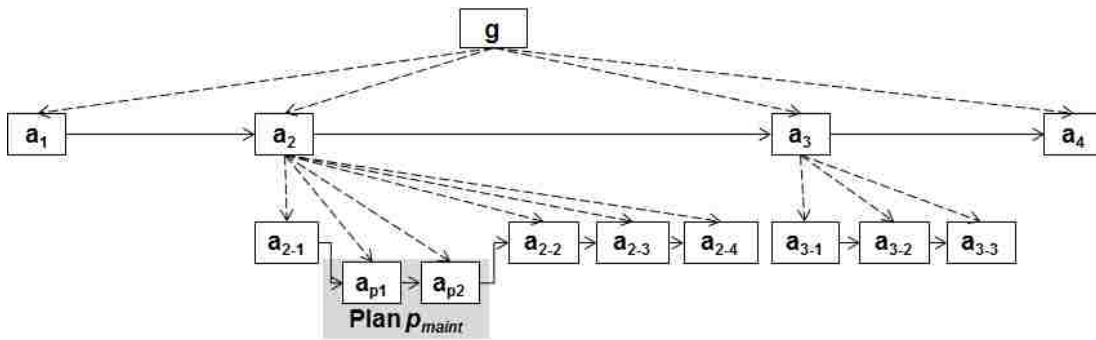 g
a1 a2 a3 a4
a2-1 a2-2 a2-3 a2-4 a3-1 a3-2 a3-3
ap1 ap2
Plan pmaint